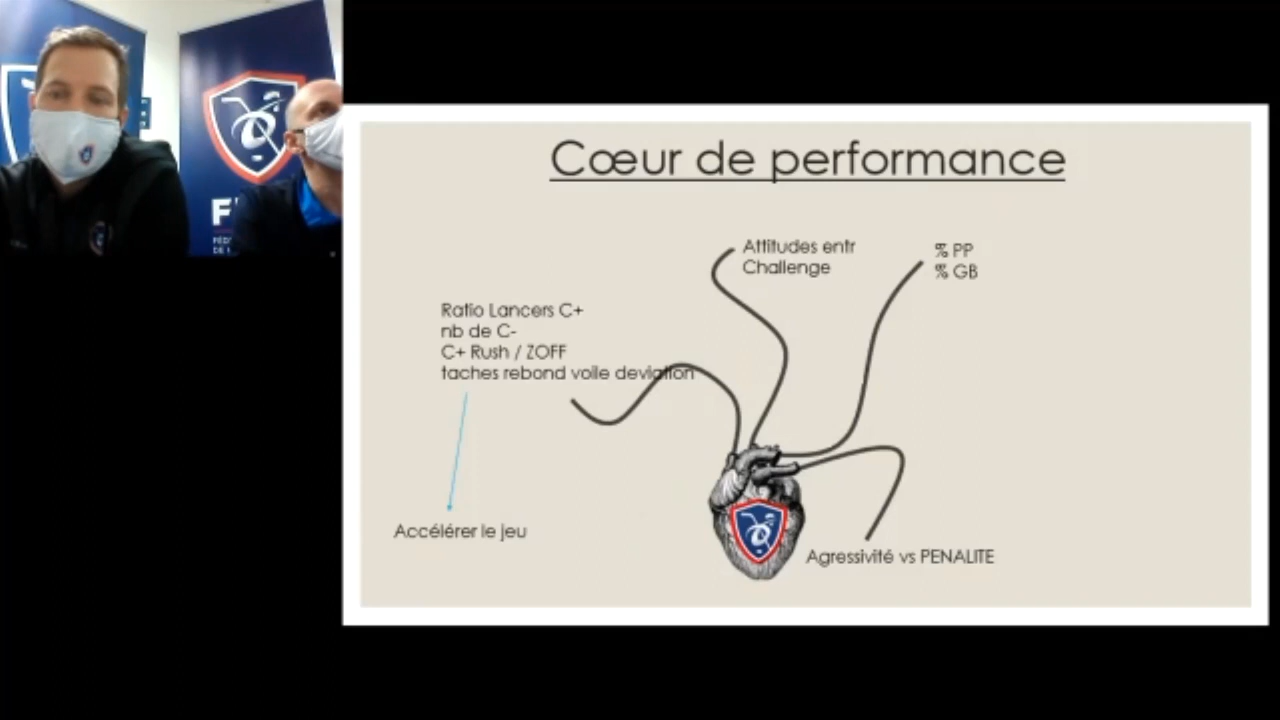 Cœur de performance
Attitudes entr
Challenge
% PP
% GB
Ratio Lancers C+
nb de C-
C+ Rush / ZOFF
taches rebond voile deviation
Accélérer le jeu
Agressivité vs PENALITE